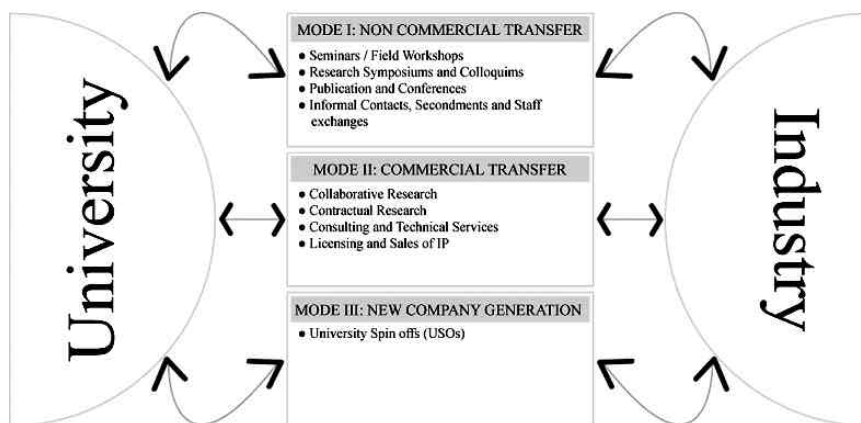 University
MODE I: NON COMMERCIAL TRANSFER
● Seminars / Field Workshops
● Research Symposiums and Colloquims
● Publication and Conferences
● Informal Contacts, Secondments and Staff
exchanges
MODE II: COMMERCIAL TRANSFER
● Collaborative Research
● Contractual Research
● Consulting and Technical Services
● Licensing and Sales of IP
MODE III: NEW COMPANY GENERATION
● University Spin offs (USOs)
Industry